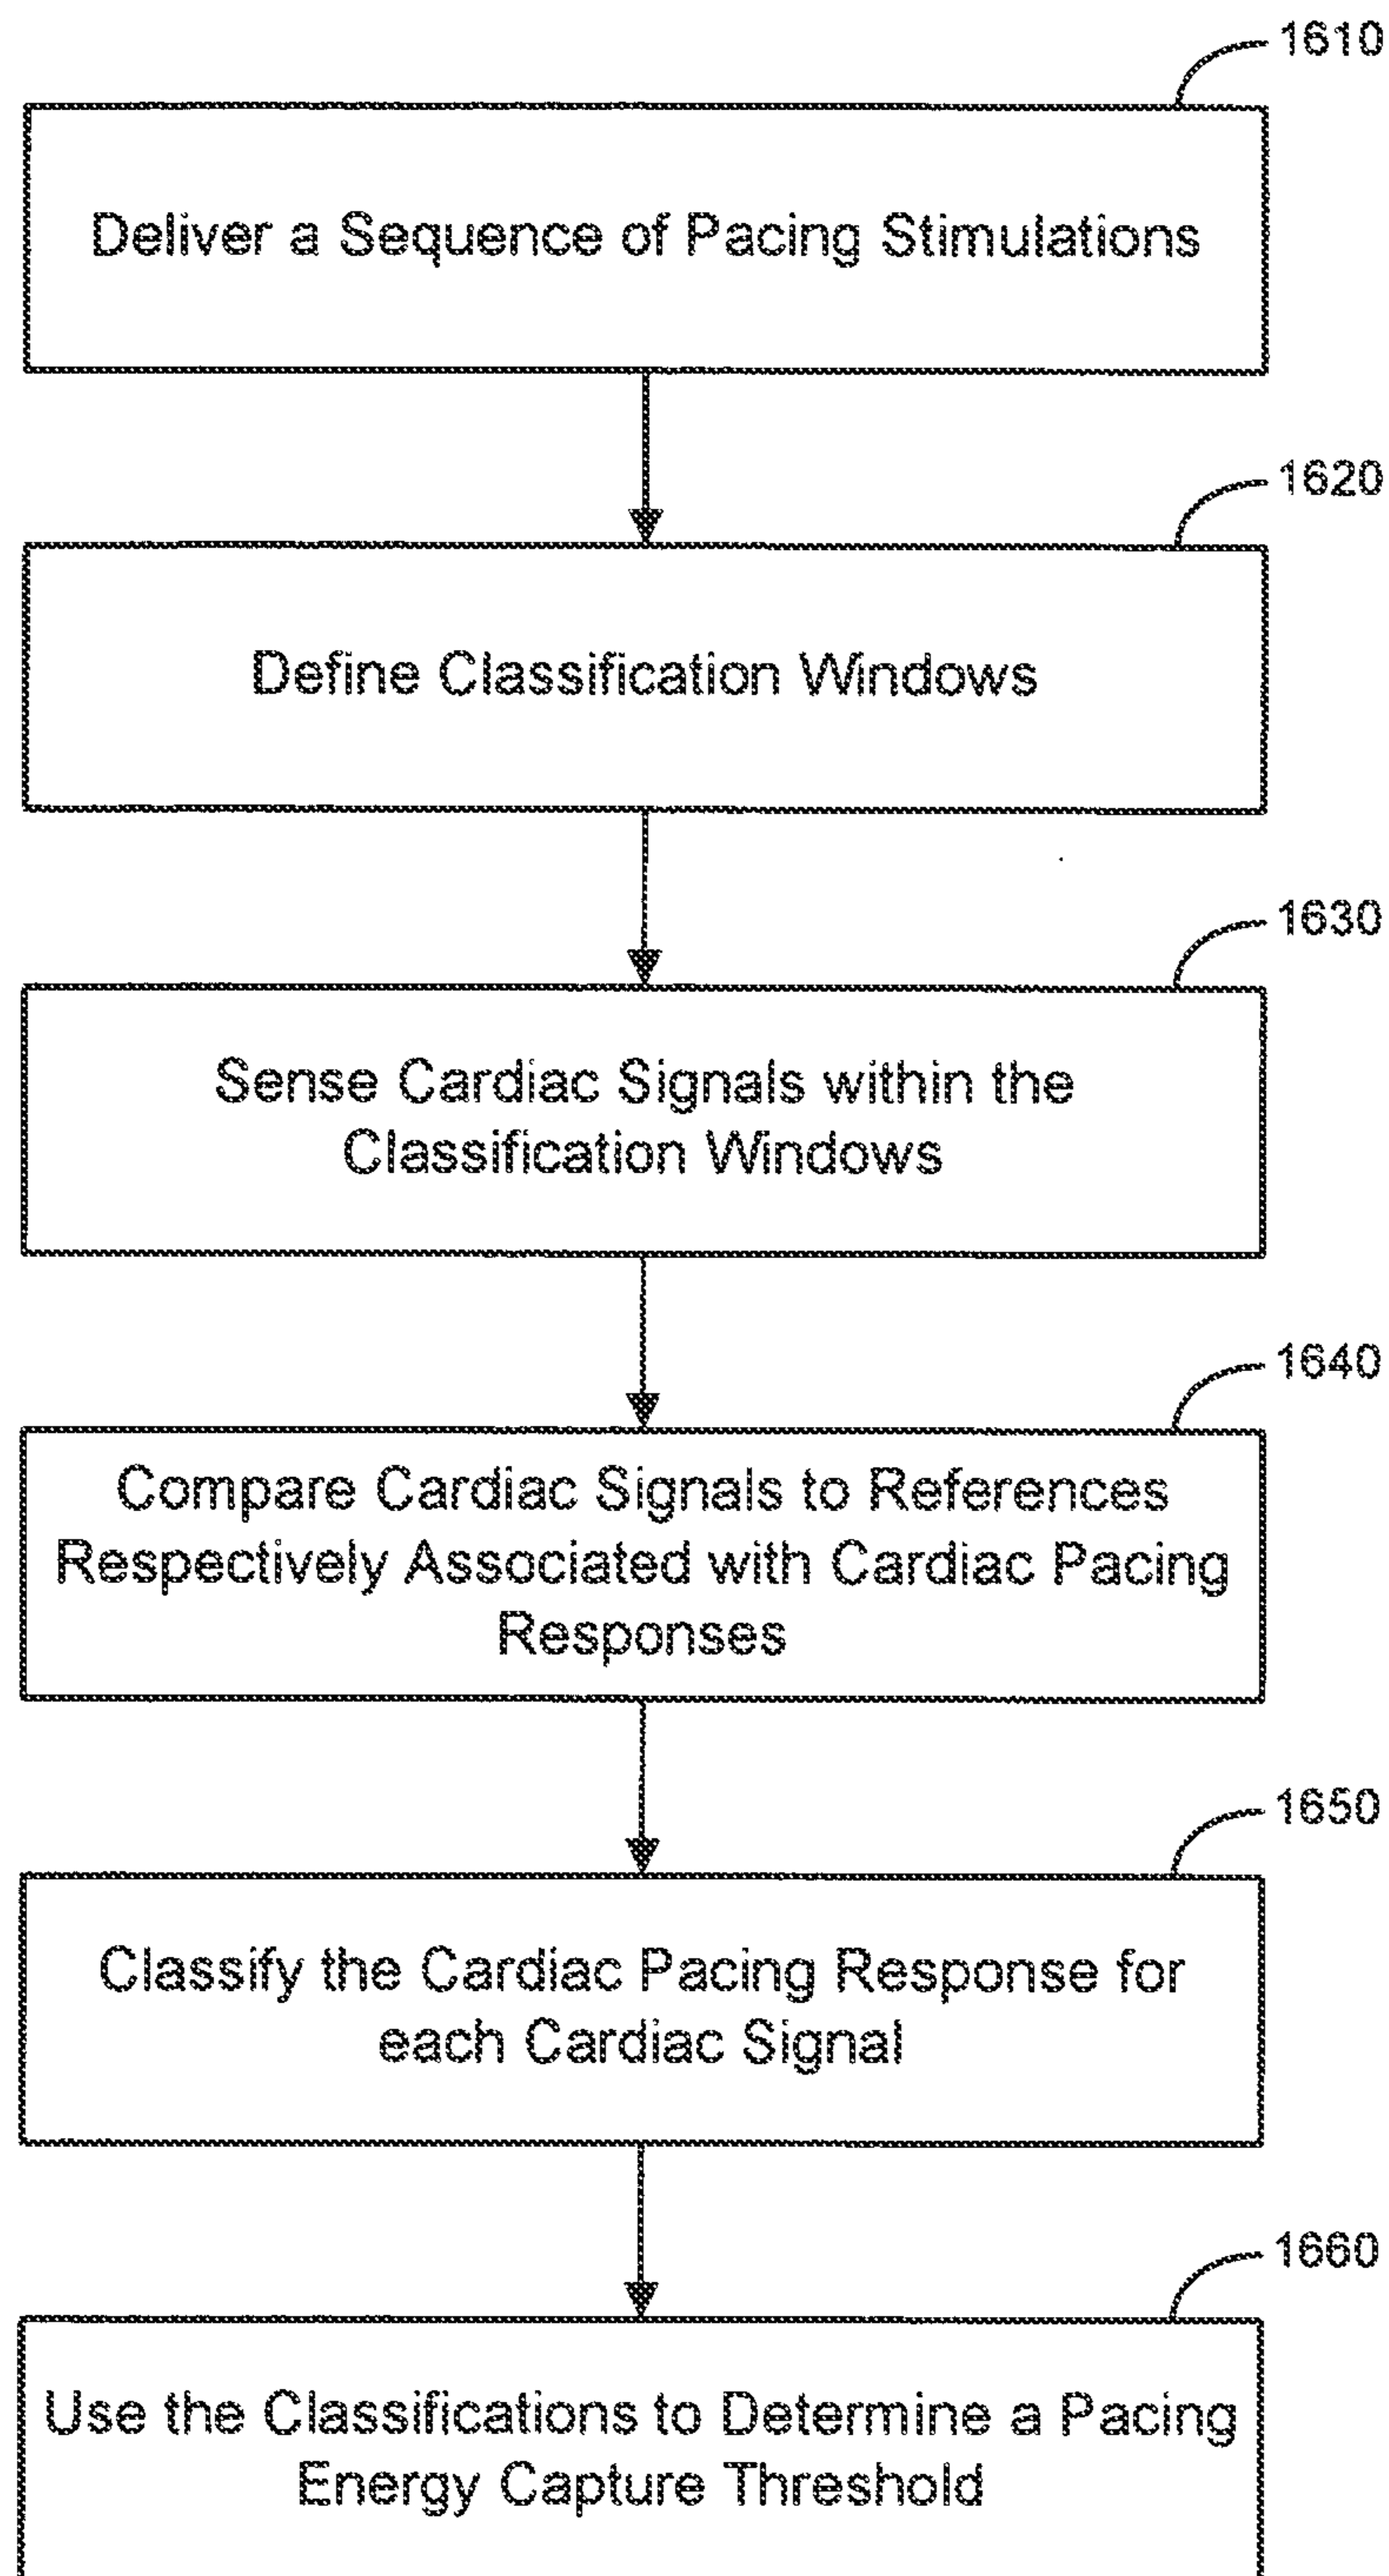 1610
Deliver a Sequence of Pacing Stimulations
1620
Define Classification Windows
1630
Sense Cardiac Signals within the
Classification Windows
1640
Compare Cardiac Signals to References
Respectively Associated with Cardiac Pacing
Responses
1650
Classify the Cardiac Pacing Response for
each Cardiac Signal
1660
Use the Classifications to Determine a Pacing
Energy Capture Threshold